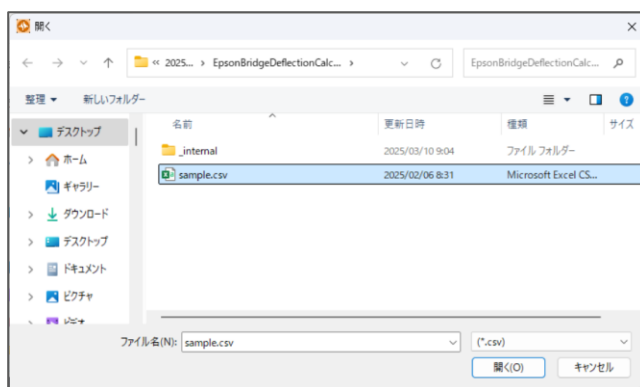 開く
« 2025... › EpsonBridgeDeflectionCalc... ›
EpsonBridgeDeflectionCalc...
整理 新しいフォルダー
名前 更新日時 種類 サイズ
デスクトップ
_internal 2025/03/10 9:04 ファイル フォルダー
ホーム
sample.csv 2025/02/06 8:31 Microsoft Excel CS...
ギャラリー
ダウンロード
デスクトップ
ドキュメント
ピクチャ
ビデオ
ファイル名(N): sample.csv (*.csv)
開く(O) キャンセル